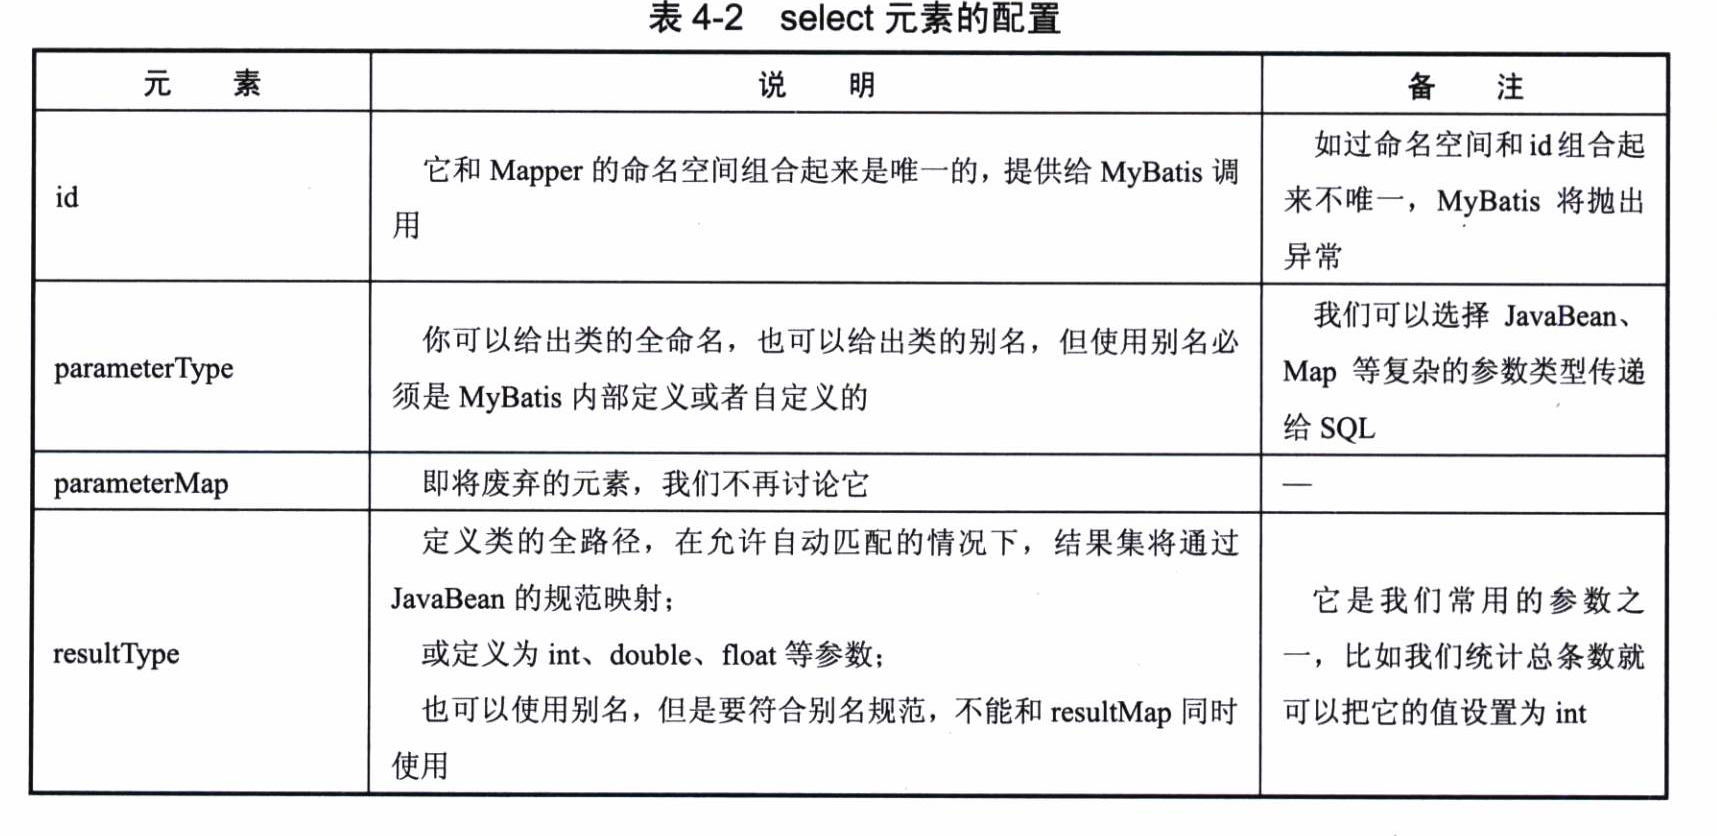 表 4-2 select 元素的配置
元 素 说 明 备 注
id
它和 Mapper 的命名空间组合起来是唯一的，提供给 MyBatis 调
用
如过命名空间和 id 组合起
来不唯一，MyBatis 将抛出
异常
parameterType
你可以给出类的全命名，也可以给出类的别名，但使用别名必
须是 MyBatis 内部定义或者自定义的
我们可以选择 JavaBean、
Map 等复杂的参数类型传递
给 SQL
parameterMap
即将废弃的元素，我们不再讨论它
—
resultType
定义类的全路径，在允许自动匹配的情况下，结果集将通过
JavaBean 的规范映射；
或定义为 int、double、float 等参数；
也可以使用别名，但是要符合别名规范，不能和 resultMap 同时
使用
它是我们常用的参数之
一，比如我们统计总条数就
可以把它的值设置为 int